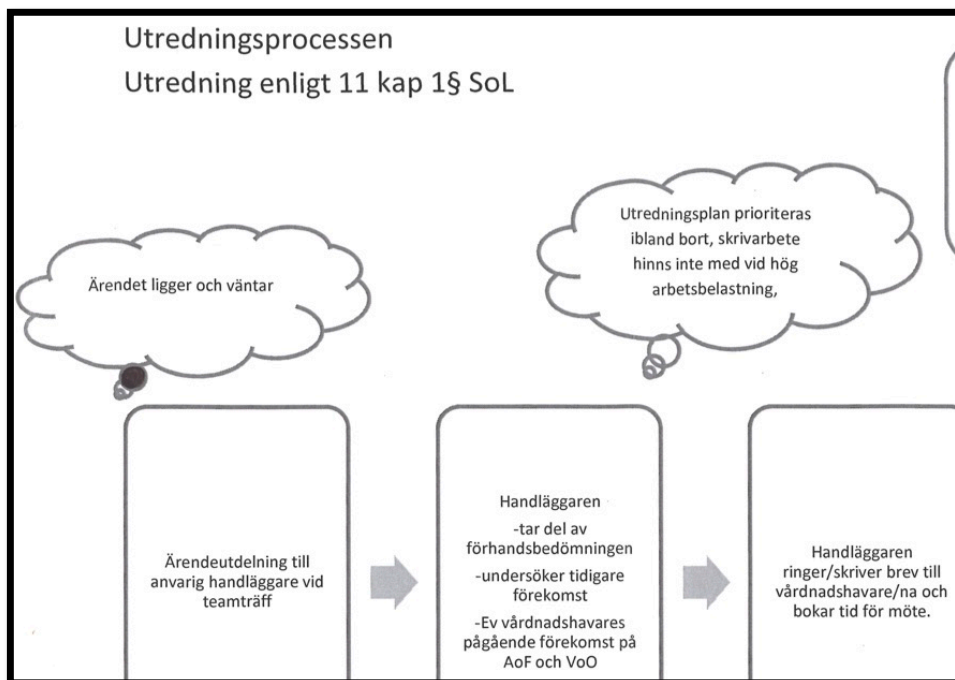 Utredningsprocessen
Utredning enligt 11 kap 1§ SoL
Utredningsplan prioriteras
ibland bort, skrivarbete
hinns inte med vid hög
arbetsbelastning,
Ärendet ligger och väntar
Ärendeutdelning till
anvarig handläggare vid
teamträff
Handläggaren
-tar del av
förhandsbedömningen
-undersöker tidigare
förekomst
-Ev vårdnadshavares
pågående förekomst på
AoF och VoO
Handläggaren
ringer/skriver brev till
vårdnadshavare/na och
bokar tid för möte.